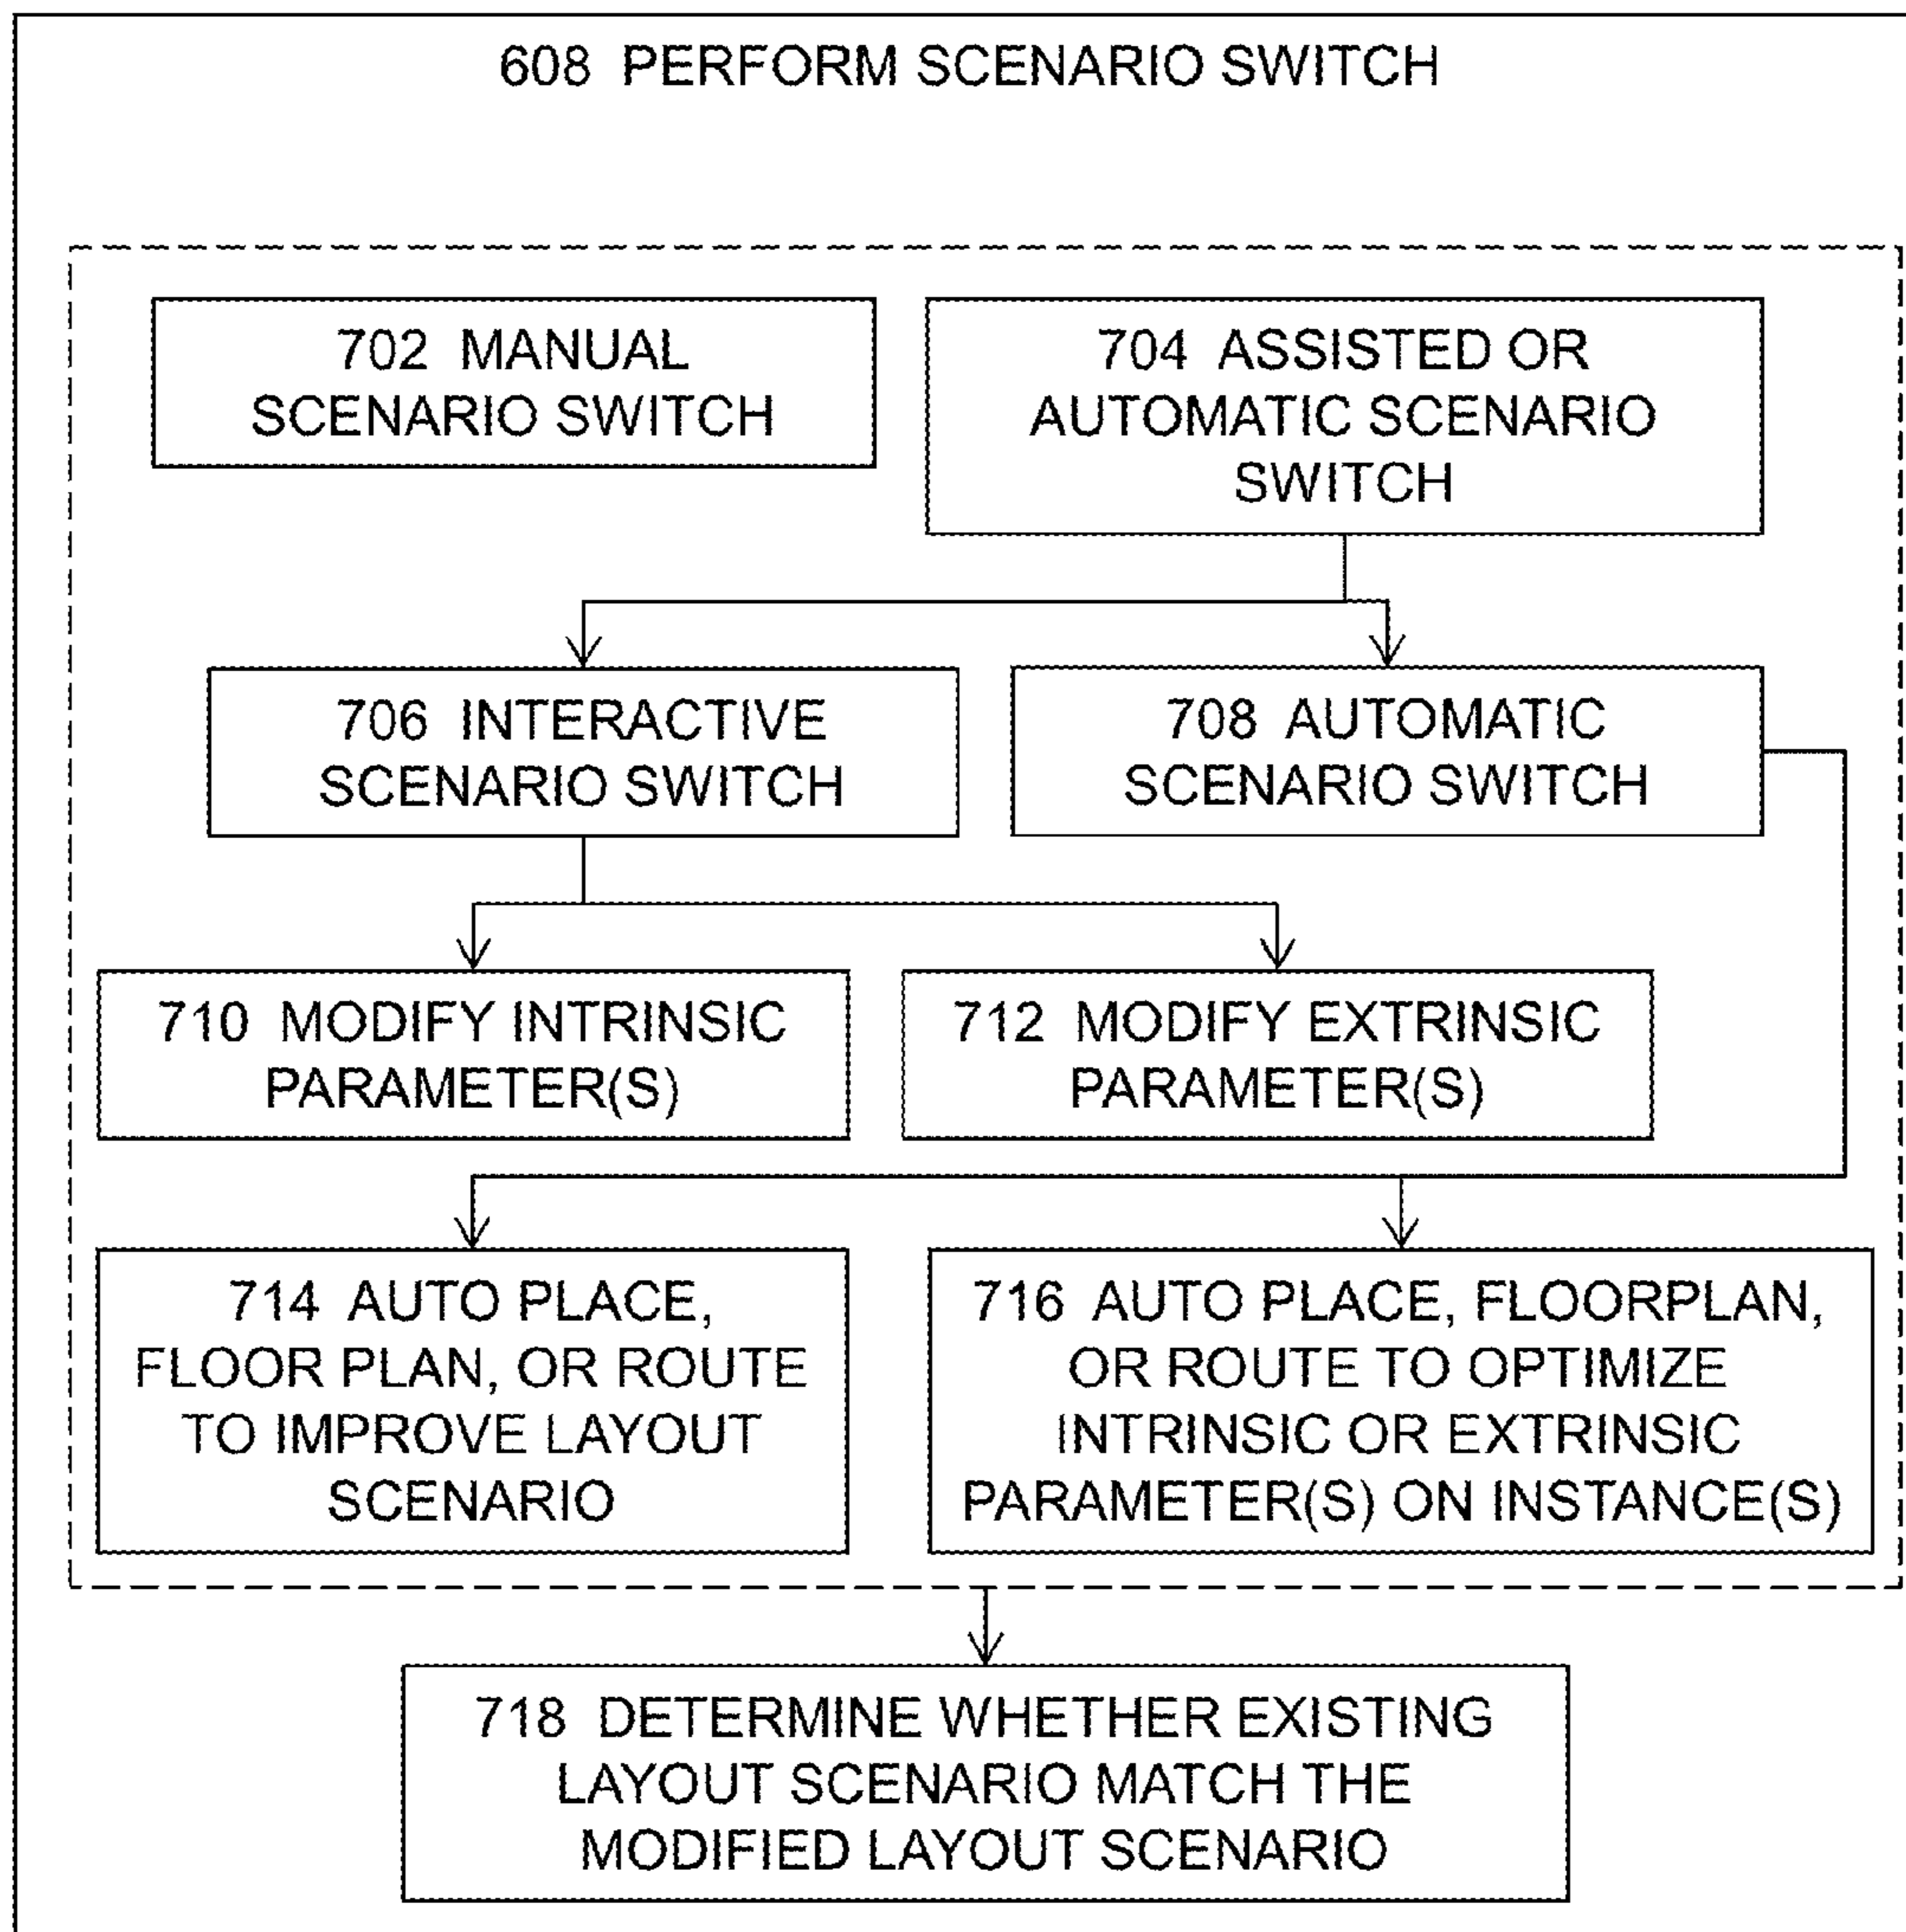 608 PERFORM SCENARIO SWITCH
702 MANUAL
SCENARIO SWITCH
704 ASSISTED OR
AUTOMATIC SCENARIO
SWITCH
706 INTERACTIVE
SCENARIO SWITCH
708 AUTOMATIC
SCENARIO SWITCH
710 MODIFY INTRINSIC
PARAMETER(S)
712 MODIFY EXTRINSIC
PARAMETER(S)
714 AUTO PLACE,
FLOOR PLAN, OR ROUTE
TO IMPROVE LAYOUT
SCENARIO
716 AUTO PLACE, FLOORPLAN,
OR ROUTE TO OPTIMIZE
INTRINSIC OR EXTRINSIC
PARAMETER(S) ON INSTANCE(S)
718 DETERMINE WHETHER EXISTING
LAYOUT SCENARIO MATCH THE
MODIFIED LAYOUT SCENARIO